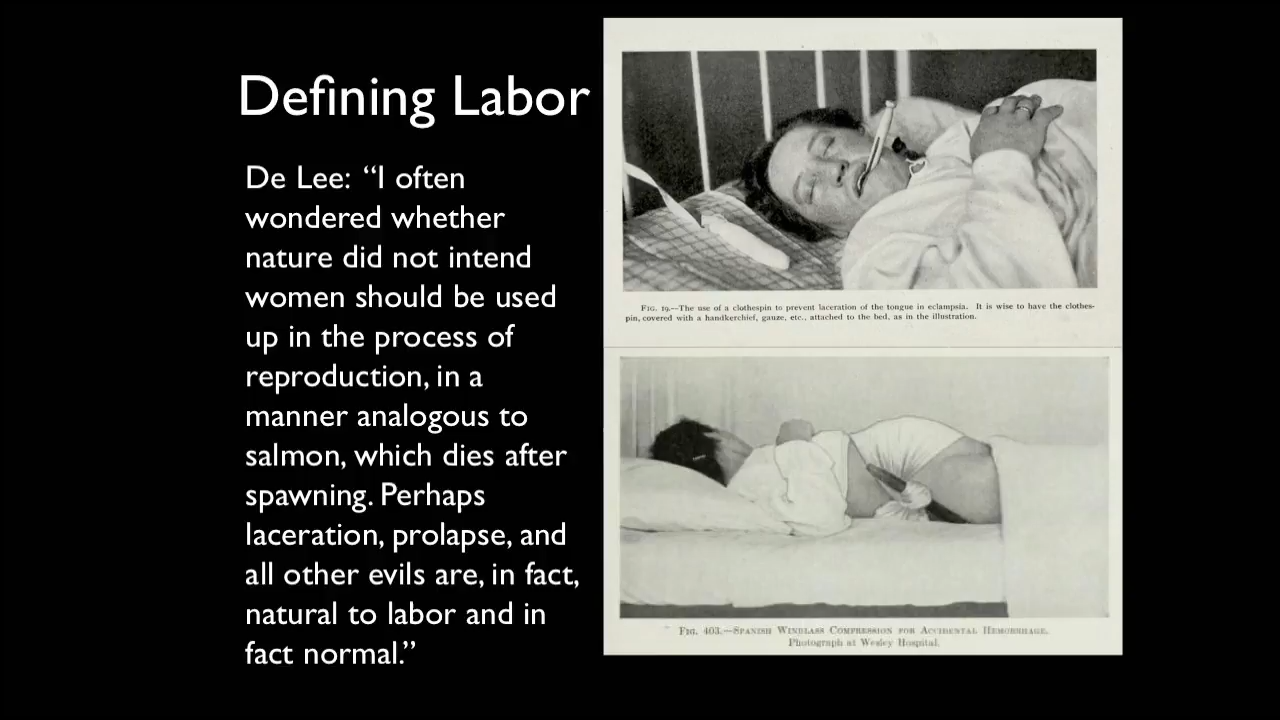 Defining Labor
De Lee: “I often
wondered whether
nature did not intend
women should be used
up in the process of
reproduction, in a
manner analogous to
salmon, which dies after
spawning. Perhaps
laceration, prolapse, and
all other evils are, in fact,
natural to labor and in
fact normal.”
Fig. 19.—The use of a clothespin to prevent laceration of the tongue in eclampsia. It is wise to have the clothes-
pin, covered with a handkerchief, gauze, etc., attached to the bed, as in the illustration.
Fig. 403.—Spanish Windlass Compression for Accidental Hemorrhage.
Photograph at Wesley Hospital.